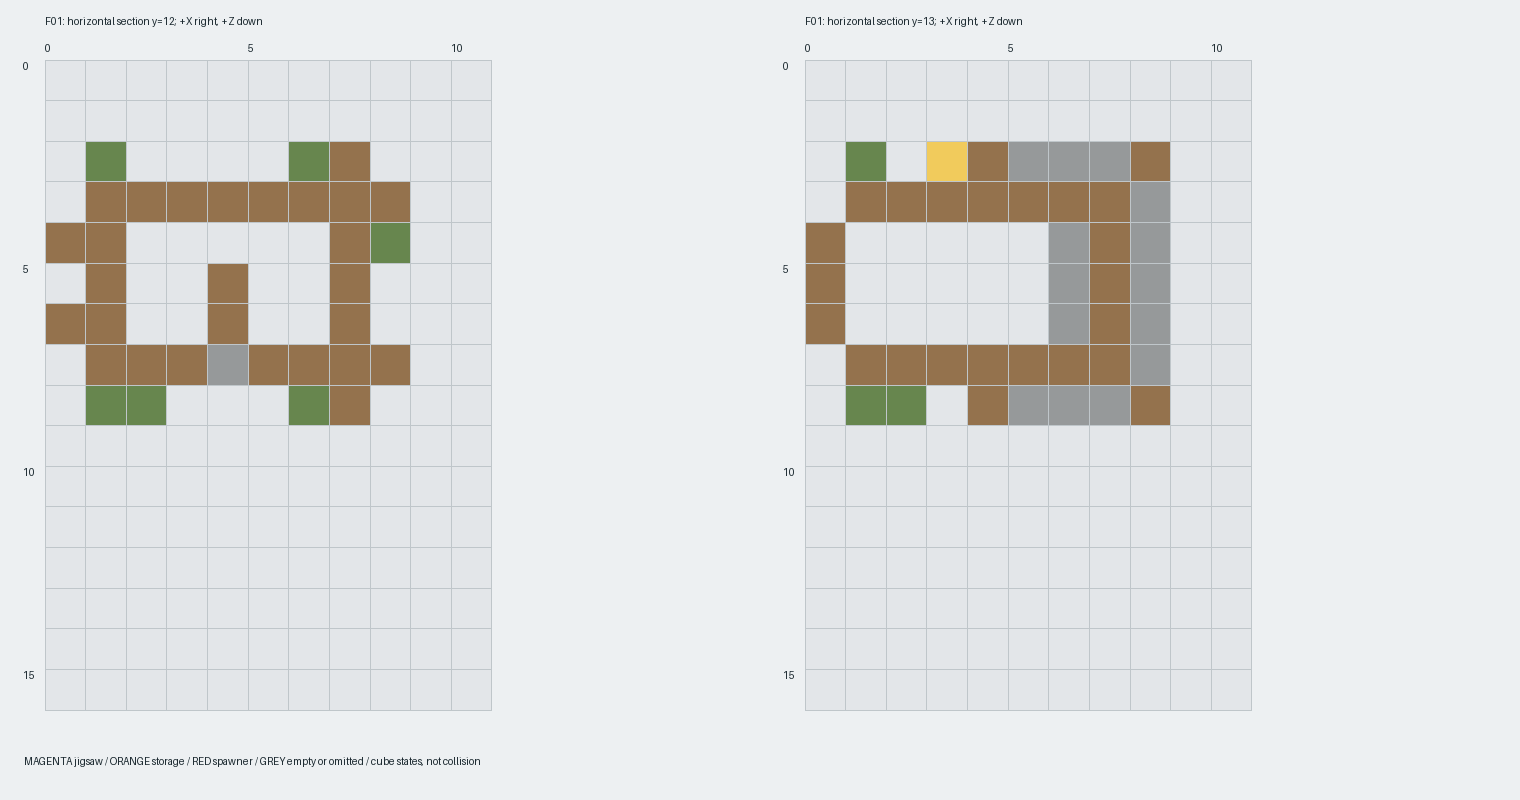 F01: horizontal section y=12; +X right, +Z down
0 5 10
0
5
10
15
F01: horizontal section y=13; +X right, +Z down
0 5 10
0
5
10
15
MAGENTA jigsaw / ORANGE storage / RED spawner / GREY empty or omitted / cube states, not collision